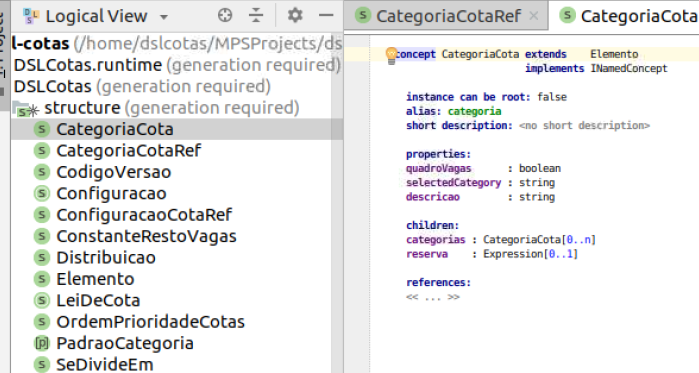 Logical View
l-cotas (/home/dslcotas/MPSProjects/ds
DSLCotas.runtime (generation required)
DSLCotas (generation required)
structure (generation required)
CategoriaCota
CategoriaCotaRef
CodigoVersao
Configuracao
ConfiguracaoCotaRef
ConstanteRestoVagas
Distribuicao
Elemento
LeiDeCota
OrdemPrioridadeCotas
PadraoCategoria
SeDivideEm
CategoriaCotaRef
CategoriaCota
concept CategoriaCota extends Elemento
implements INamedConcept
instance can be root: false
alias: categoria
short description: <no short description>
properties:
quadroVagas : boolean
selectedCategory : string
descricao : string
children:
categorias : CategoriaCota[0..n]
reserva : Expression[0..1]
references:
<< ... >>